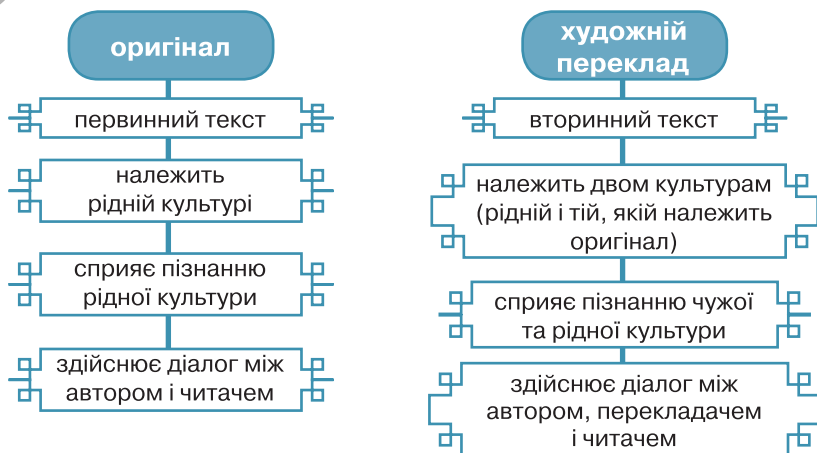 оригінал
первинний текст
належить
рідній культурі
сприяє пізнанню
рідної культури
здійснює діалог між
автором і читачем
художній
переклад
вторинний текст
належить двом культурам
(рідній і тій, якій належить
оригінал)
сприяє пізнанню чужої
та рідної культури
здійснює діалог між
автором, перекладачем
і читачем